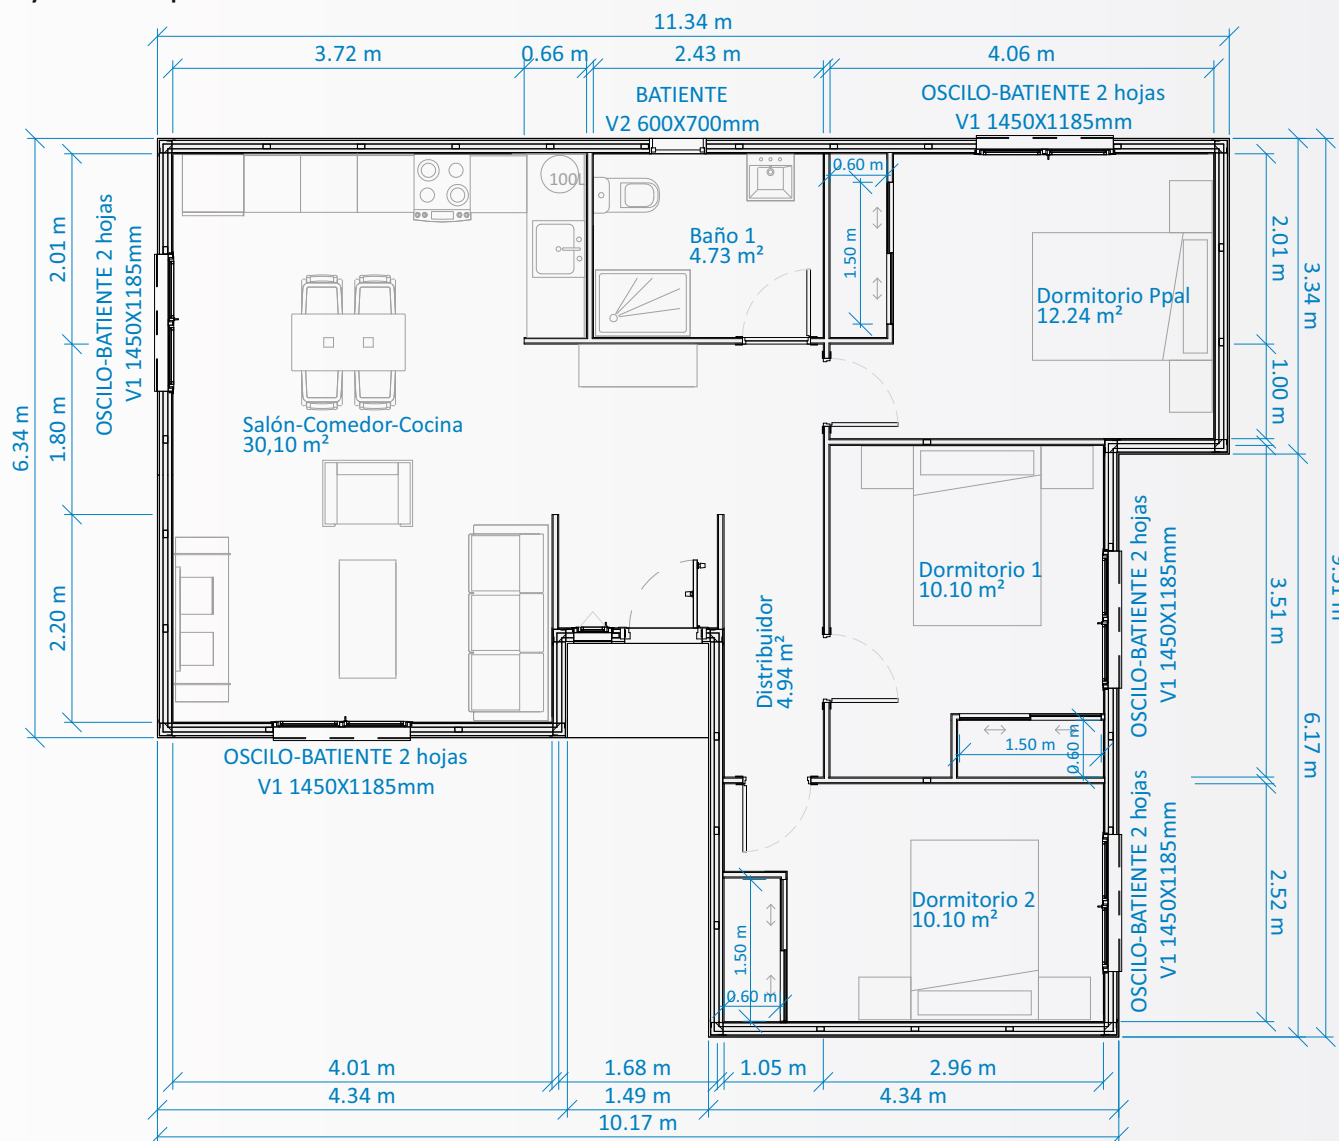 11.34 m
3.72 m
0.66 m
2.43 m
4.06 m
BATIENTE
V2 600X700mm
OSCILO-BATIENTE 2 hojas
V1 1450X1185mm
2.01 m
1.80 m
2.20 m
6.34 m
OSCILO-BATIENTE 2 hojas
V1 1450X1185mm
100L
Baño 1
4.73 m²
0.60 m
1.50 m
Dormitorio Ppal
12.24 m²
2.01 m
3.34 m
1.00 m
Salón-Comedor-Cocina
30,10 m²
Dormitorio 1
10.10 m²
OSCILO-BATIENTE 2 hojas
V1 1450X1185mm
3.51 m
6.17 m
Distribuidor
4.94 m²
1.50 m
0.60 m
OSCILO-BATIENTE 2 hojas
V1 1450X1185mm
Dormitorio 2
10.10 m²
OSCILO-BATIENTE 2 hojas
V1 1450X1185mm
2.52 m
1.50 m
0.60 m
4.01 m
1.68 m
1.05 m
2.96 m
4.34 m
1.49 m
4.34 m
10.17 m